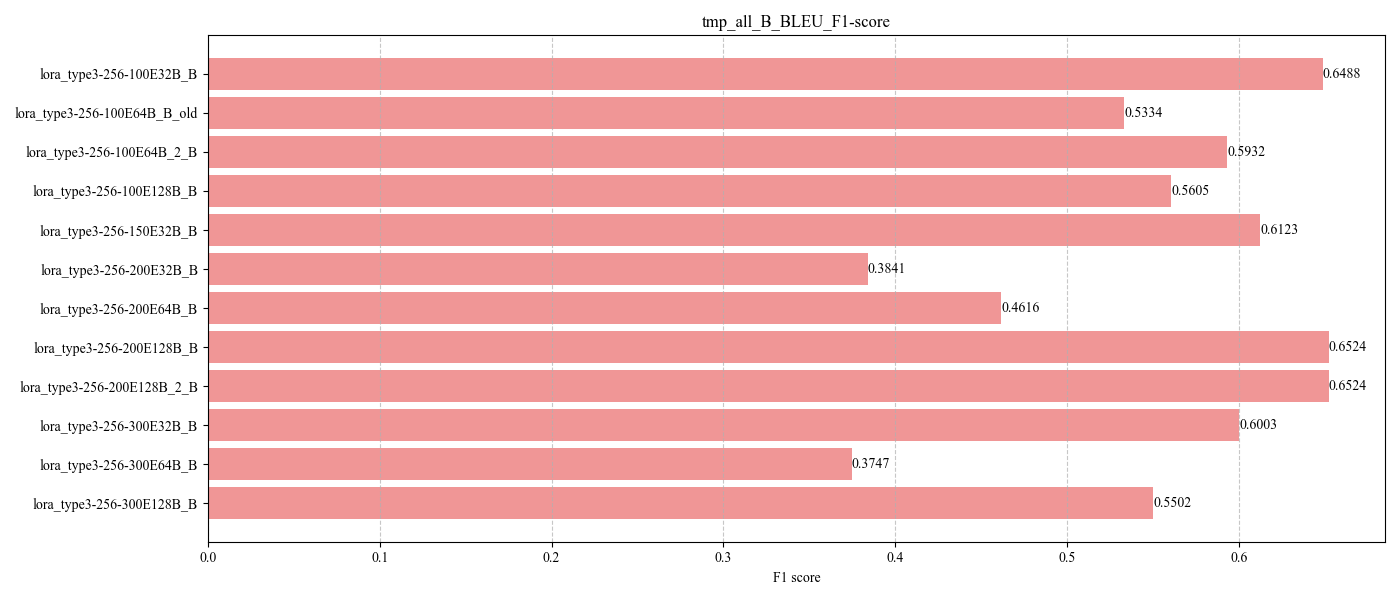 tmp_all_B_BLEU_F1-score
lora_type3-256-100E32B_B 0.6488
lora_type3-256-100E64B_B_old 0.5334
lora_type3-256-100E64B_2_B 0.5932
lora_type3-256-100E128B_B 0.5605
lora_type3-256-150E32B_B 0.6123
lora_type3-256-200E32B_B 0.3841
lora_type3-256-200E64B_B 0.4616
lora_type3-256-200E128B_B 0.6524
lora_type3-256-200E128B_2_B 0.6524
lora_type3-256-300E32B_B 0.6003
lora_type3-256-300E64B_B 0.3747
lora_type3-256-300E128B_B 0.5502
0.0 0.1 0.2 0.3 0.4 0.5 0.6
F1 score